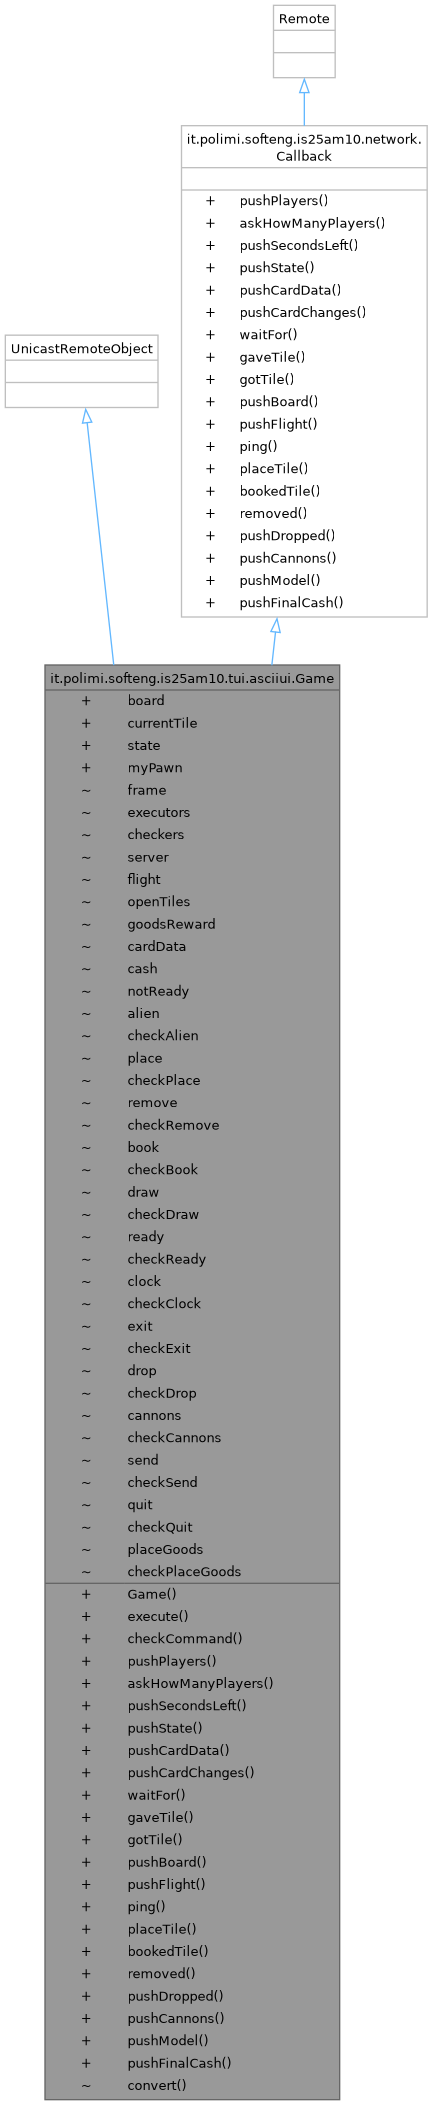 Remote
it.polimi.softeng.is25am10.network.
Callback
+ pushPlayers()
+ askHowManyPlayers()
+ pushSecondsLeft()
+ pushState()
+ pushCardData()
+ pushCardChanges()
+ waitFor()
+ gaveTile()
+ gotTile()
+ pushBoard()
+ pushFlight()
+ ping()
+ placeTile()
+ bookedTile()
+ removed()
+ pushDropped()
+ pushCannons()
+ pushModel()
+ pushFinalCash()
UnicastRemoteObject
it.polimi.softeng.is25am10.tui.asciiui.Game
+ board
+ currentTile
+ state
+ myPawn
~ frame
~ executors
~ checkers
~ server
~ flight
~ openTiles
~ goodsReward
~ cardData
~ cash
~ notReady
~ alien
~ checkAlien
~ place
~ checkPlace
~ remove
~ checkRemove
~ book
~ checkBook
~ draw
~ checkDraw
~ ready
~ checkReady
~ clock
~ checkClock
~ exit
~ checkExit
~ drop
~ checkDrop
~ cannons
~ checkCannons
~ send
~ checkSend
~ quit
~ checkQuit
~ placeGoods
~ checkPlaceGoods
+ Game()
+ execute()
+ checkCommand()
+ pushPlayers()
+ askHowManyPlayers()
+ pushSecondsLeft()
+ pushState()
+ pushCardData()
+ pushCardChanges()
+ waitFor()
+ gaveTile()
+ gotTile()
+ pushBoard()
+ pushFlight()
+ ping()
+ placeTile()
+ bookedTile()
+ removed()
+ pushDropped()
+ pushCannons()
+ pushModel()
+ pushFinalCash()
~ convert()